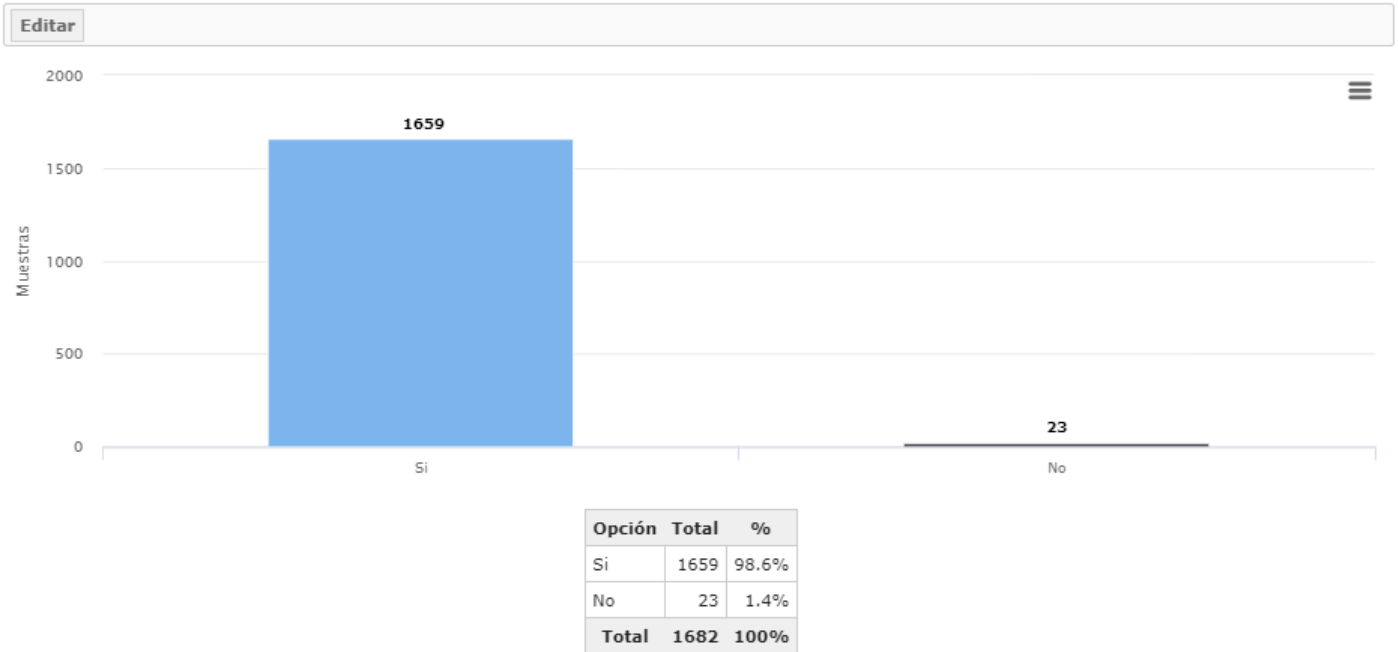 Editar
2000
1659
1500
Muestras
1000
500
23
0
Si No
Opción Total %
Si 1659 98.6%
No 23 1.4%
Total 1682 100%